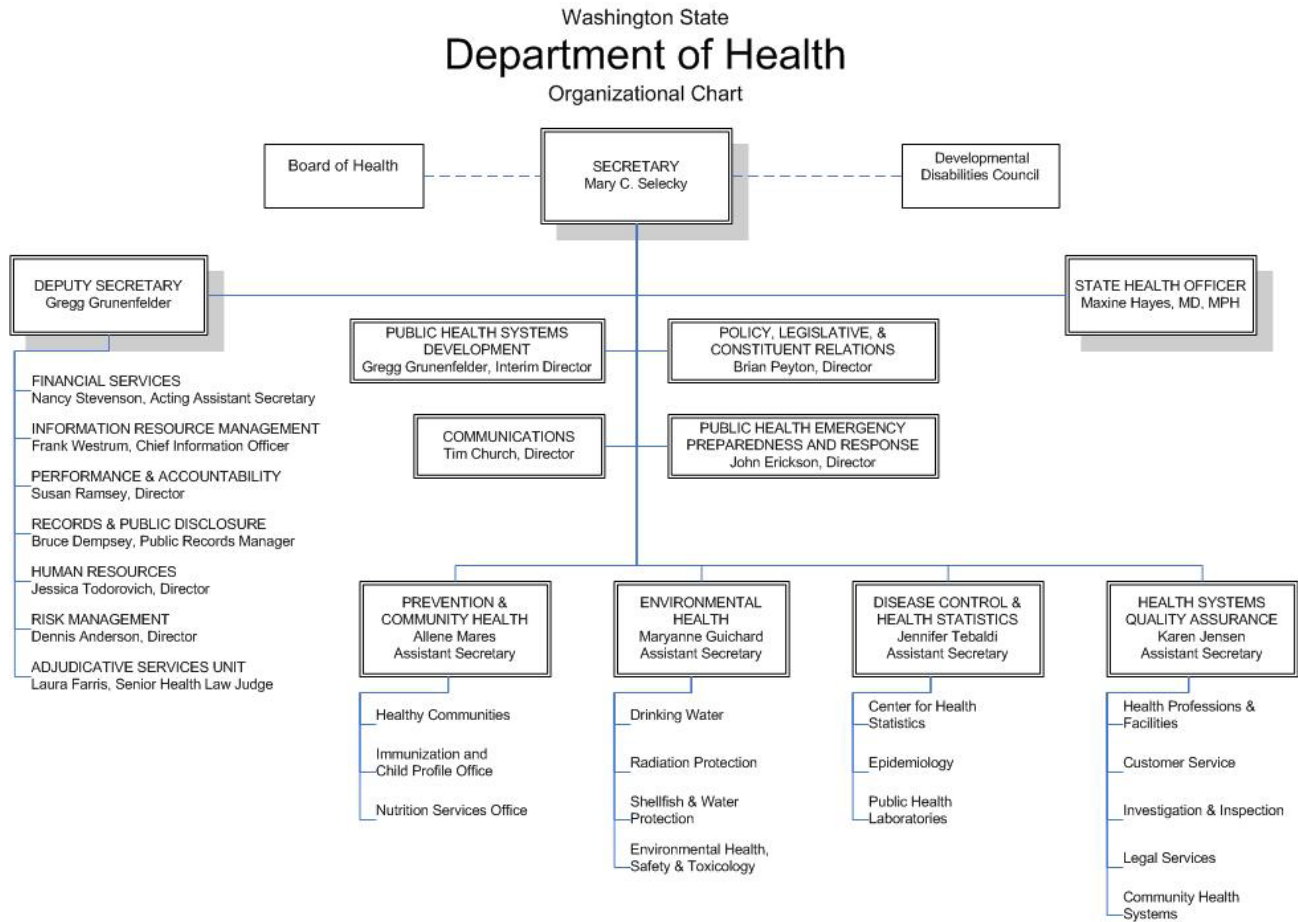 Washington State
Department of Health
Organizational Chart
Board of Health
SECRETARY
Mary C. Selecky
Developmental
Disabilities Council
DEPUTY SECRETARY
Gregg Grunenfelder
STATE HEALTH OFFICER
Maxine Hayes, MD, MPH
PUBLIC HEALTH SYSTEMS
DEVELOPMENT
Gregg Grunenfelder, Interim Director
POLICY, LEGISLATIVE, &
CONSTITUENT RELATIONS
Brian Peyton, Director
COMMUNICATIONS
Tim Church, Director
PUBLIC HEALTH EMERGENCY
PREPAREDNESS AND RESPONSE
John Erickson, Director
FINANCIAL SERVICES
Nancy Stevenson, Acting Assistant Secretary
INFORMATION RESOURCE MANAGEMENT
Frank Westrum, Chief Information Officer
PERFORMANCE & ACCOUNTABILITY
Susan Ramsey, Director
RECORDS & PUBLIC DISCLOSURE
Bruce Dempsey, Public Records Manager
HUMAN RESOURCES
Jessica Todorovich, Director
RISK MANAGEMENT
Dennis Anderson, Director
ADJUDICATIVE SERVICES UNIT
Laura Farris, Senior Health Law Judge
PREVENTION &
COMMUNITY HEALTH
Allene Mares
Assistant Secretary
Healthy Communities
Immunization and
Child Profile Office
Nutrition Services Office
ENVIRONMENTAL
HEALTH
Maryanne Guichard
Assistant Secretary
Drinking Water
Radiation Protection
Shellfish & Water
Protection
Environmental Health,
Safety & Toxicology
DISEASE CONTROL &
HEALTH STATISTICS
Jennifer Tebaldi
Assistant Secretary
Center for Health
Statistics
Epidemiology
Public Health
Laboratories
HEALTH SYSTEMS
QUALITY ASSURANCE
Karen Jensen
Assistant Secretary
Health Professions &
Facilities
Customer Service
Investigation & Inspection
Legal Services
Community Health
Systems